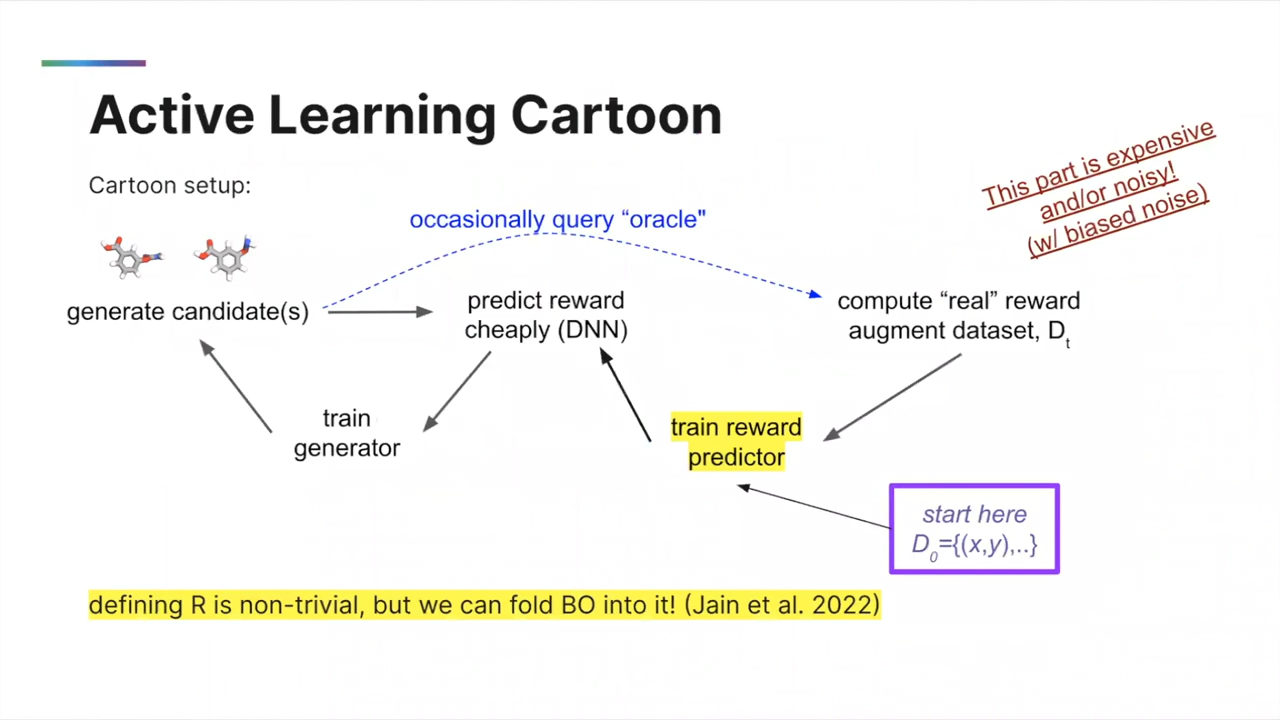 Active Learning Cartoon
Cartoon setup:
This part is expensive
and/or noisy!
(w/ biased noise)
occasionally query “oracle"
generate candidate(s)
predict reward
cheaply (DNN)
compute “real” reward
augment dataset, Dt
train
generator
train reward
predictor
start here
D0={(x,y),..}
defining R is non-trivial, but we can fold BO into it! (Jain et al. 2022)